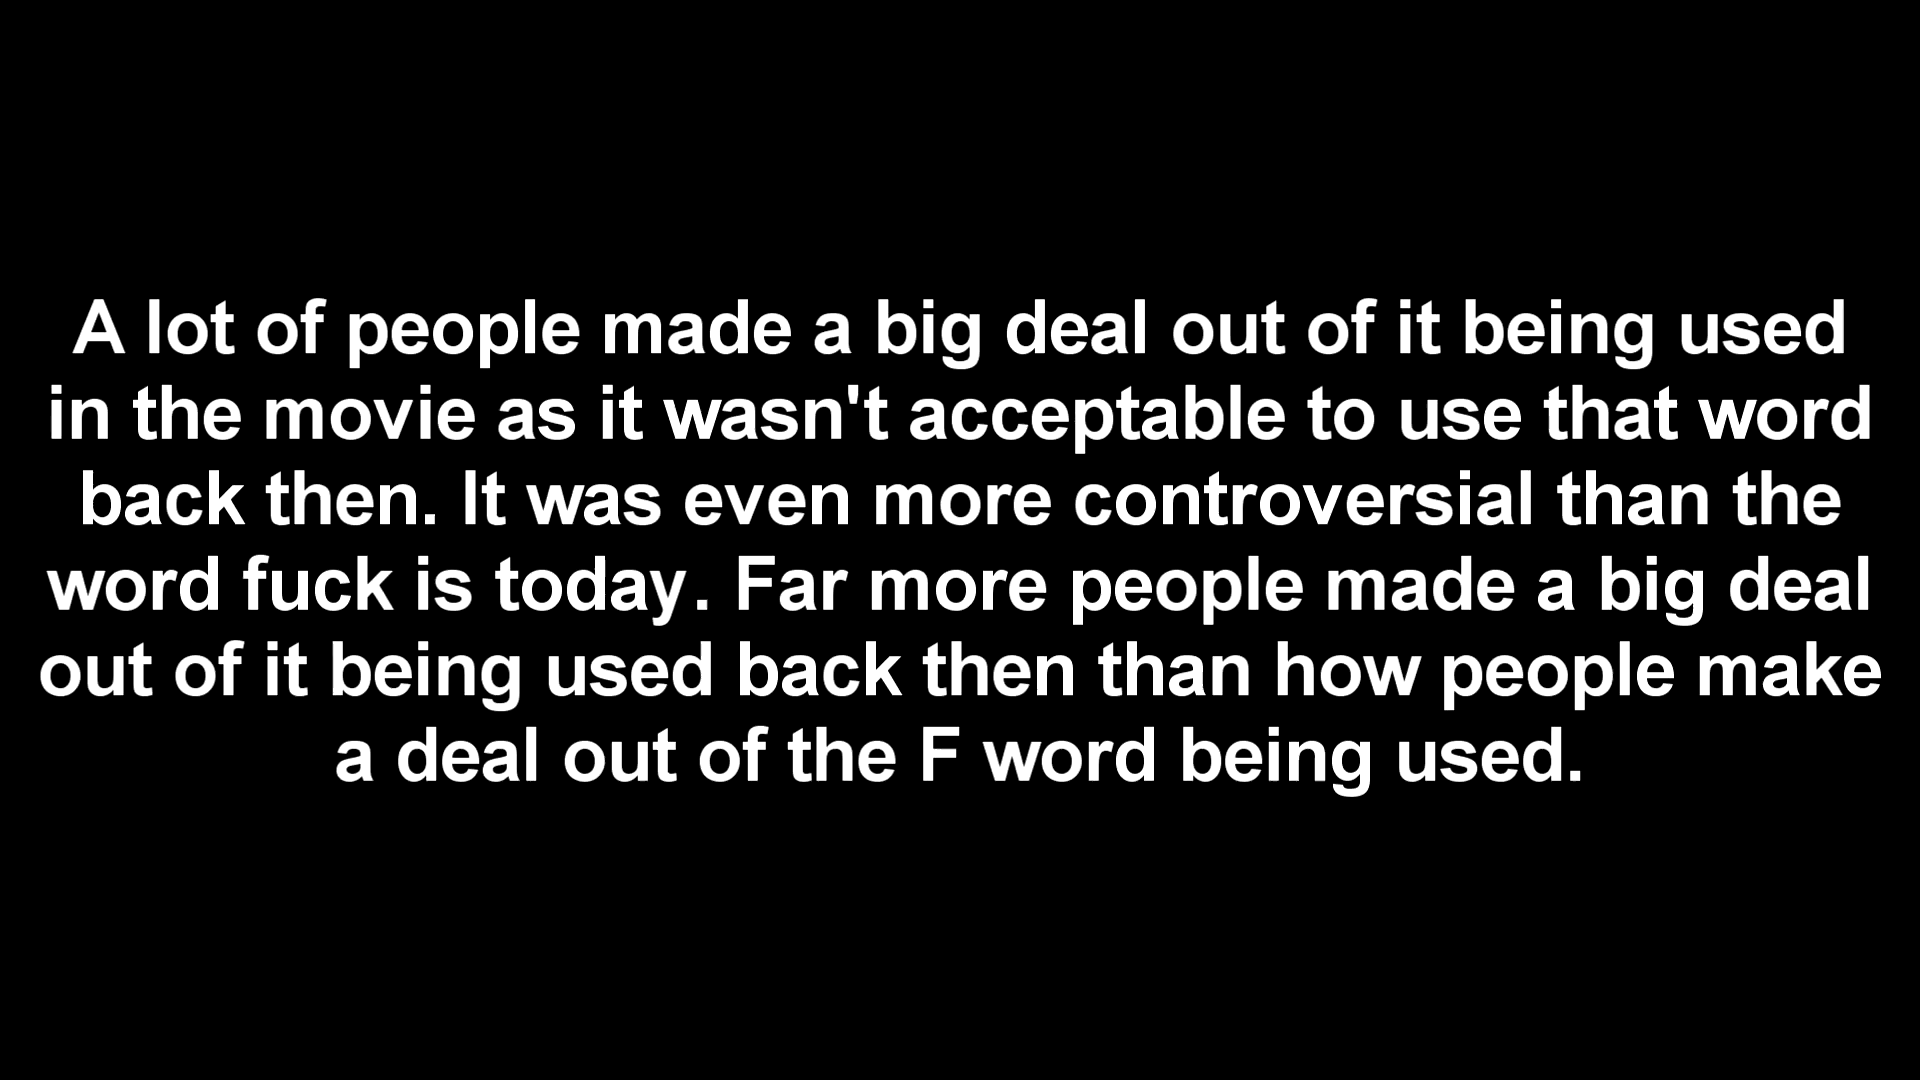 A lot of people made a big deal out of it being used
in the movie as it wasn't acceptable to use that word
back then. It was even more controversial than the
word fuck is today. Far more people made a big deal
out of it being used back then than how people make
a deal out of the F word being used.